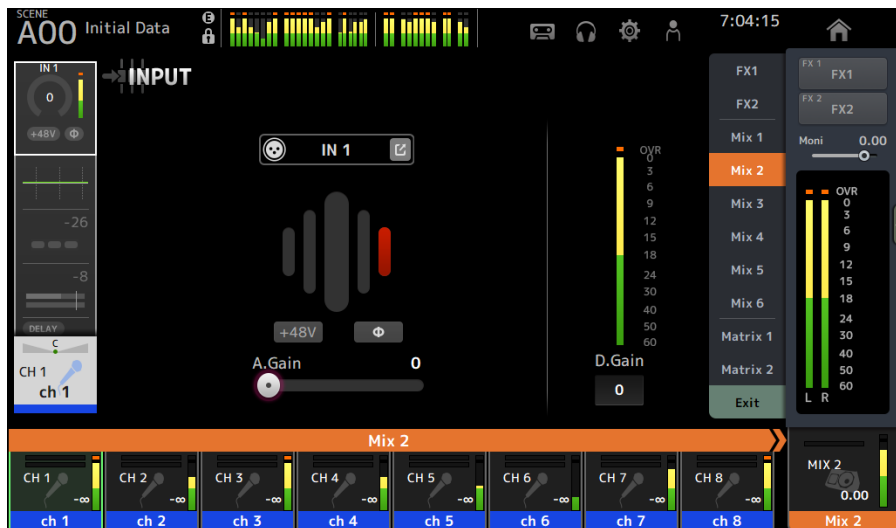 SCENE
A00 Initial Data
E
7:04:15
IN 1
0
+48V Φ
-26
-8
DELAY
C
CH 1
ch 1
INPUT
IN 1
+48V Φ
A.Gain 0
OVR
0
3
6
9
12
15
18
24
30
40
50
60
D.Gain
0
FX1
FX2
Mix 1
Mix 2
Mix 3
Mix 4
Mix 5
Mix 6
Matrix 1
Matrix 2
Exit
FX 1
FX1
FX 2
FX2
Moni 0.00
OVR
0
3
6
9
12
15
18
24
30
40
50
60
L R
Mix 2
CH 1 CH 2 CH 3 CH 4 CH 5 CH 6 CH 7 CH 8
-∞ -∞ -∞ -∞ -∞ -∞ -∞ -∞
ch 1 ch 2 ch 3 ch 4 ch 5 ch 6 ch 7 ch 8
MIX 2
0.00
Mix 2